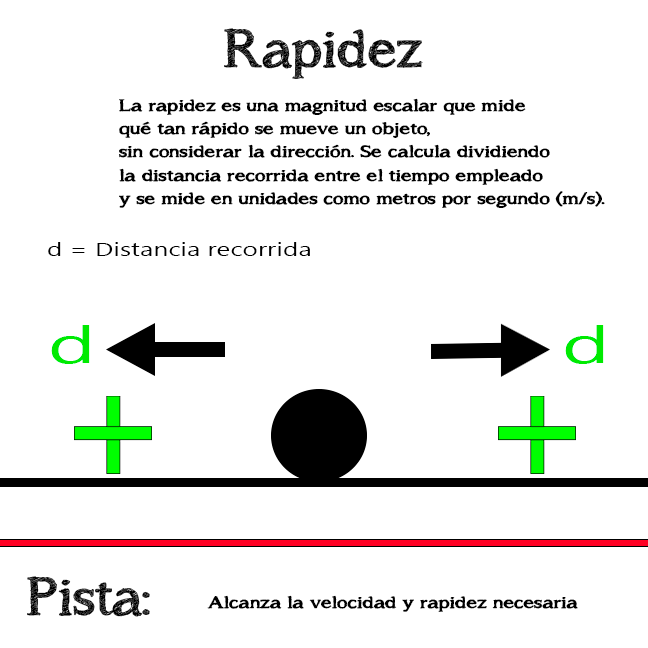 Rapidez
La rapidez es una magnitud escalar que mide
qué tan rápido se mueve un objeto,
sin considerar la dirección. Se calcula dividiendo
la distancia recorrida entre el tiempo empleado
y se mide en unidades como metros por segundo (m/s).
d = Distancia recorrida
d d
+ +
Pista: Alcanza la velocidad y rapidez necesaria